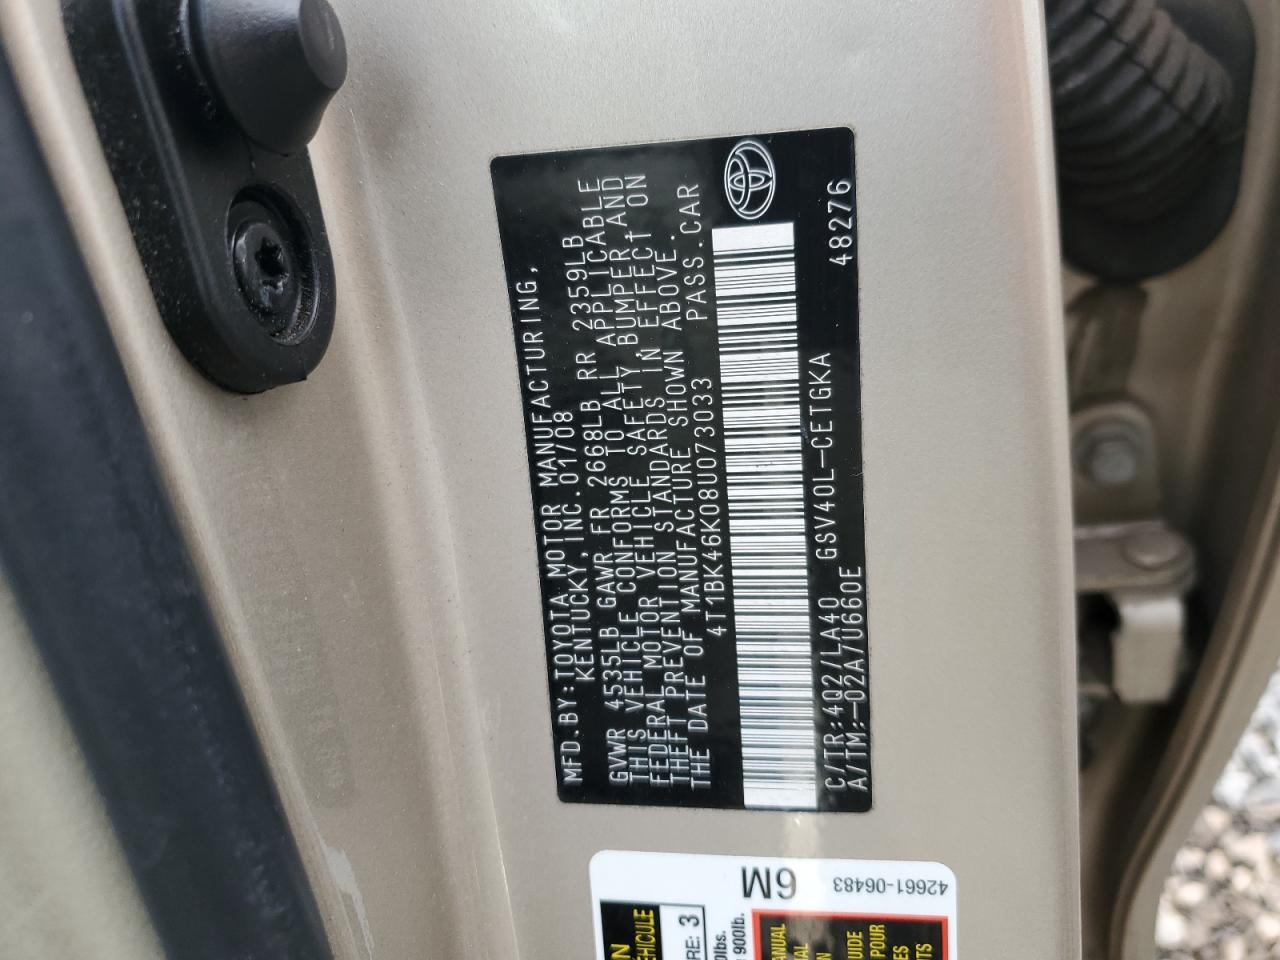 MFD.BY:TOYOTA MOTOR MANUFACTURING,
KENTUCKY,INC.01/08
GVWR 4535LB GAWR FR 2668LB RR 2359LB
THIS VEHICLE CONFORMS TO ALL APPLICABLE
FEDERAL MOTOR VEHICLE SAFETY,BUMPER,AND
THEFT PREVENTION STANDARDS IN EFFECT ON
THE DATE OF MANUFACTURE SHOWN ABOVE.
4T1BK46K08U073033 PASS.CAR
C/TR:4Q2/LA40 GSV40L-CETGKA 48276
A/TM:-02A7U660E
42661-06483
6M
3
900lb.